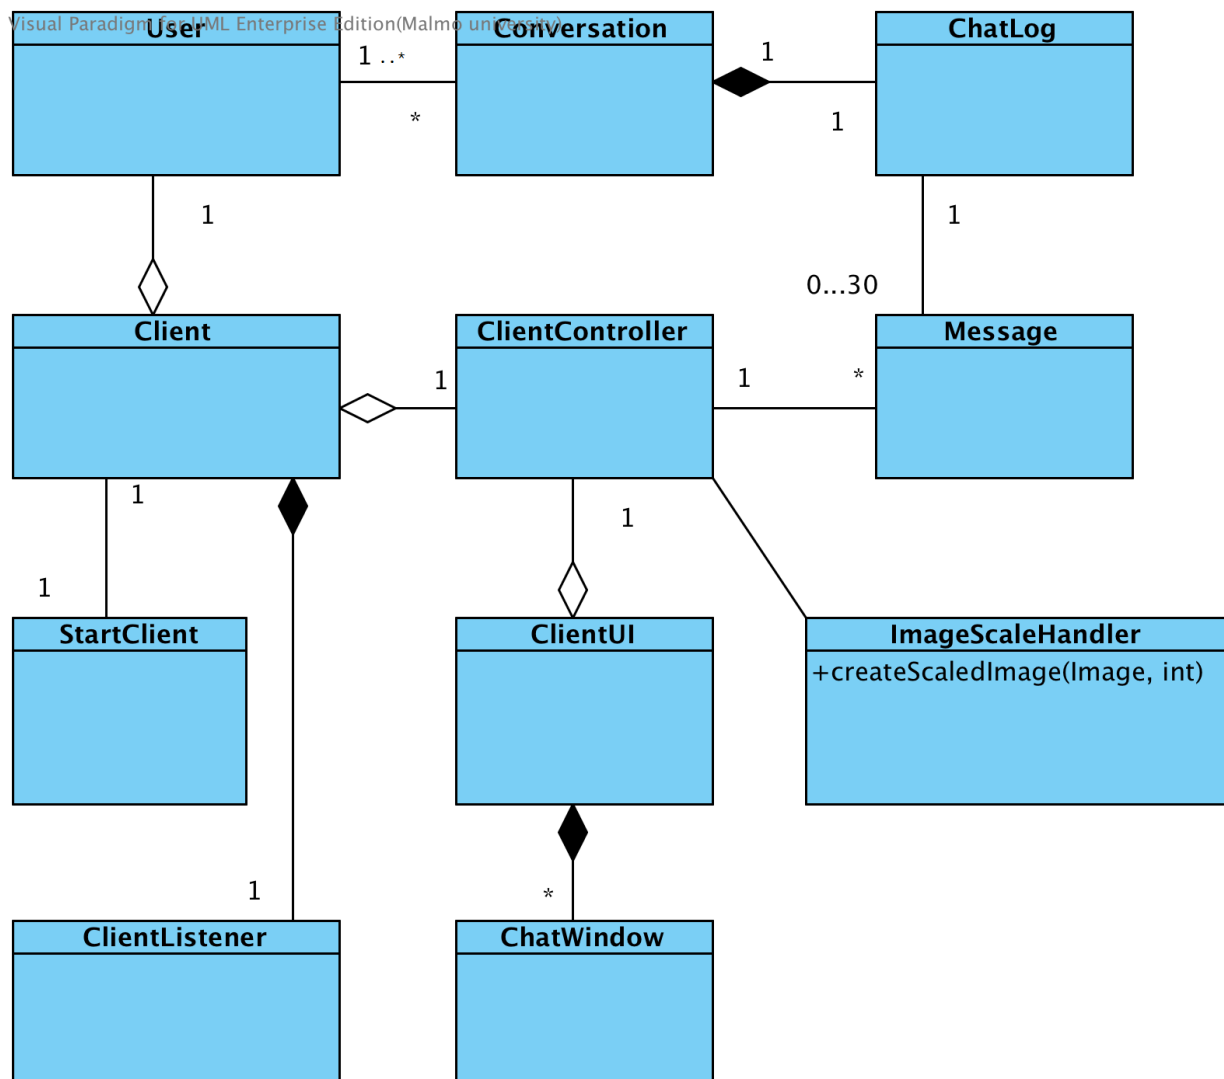 Visual Paradigm for UML Enterprise Edition(Malmo university)
User
Conversation
ChatLog
1 ..*
*
1
1
1
1
0...30
Client
ClientController
Message
1
1
*
1
1
1
StartClient
ClientUI
ImageScaleHandler
+createScaledImage(Image, int)
1
*
ClientListener
ChatWindow